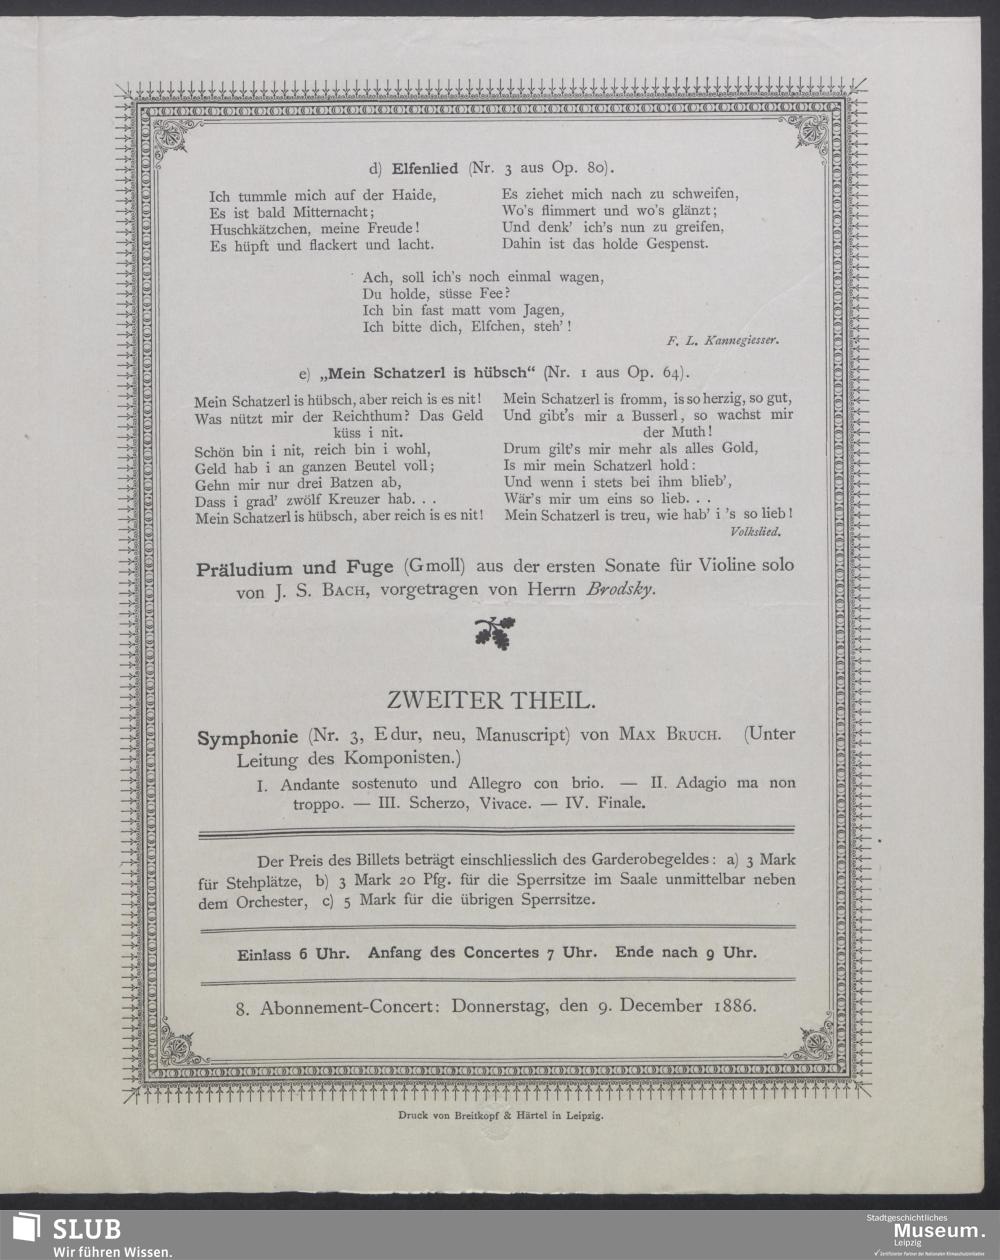 d) Elfenlied (Nr. 3 aus Op. 80).
Ich tummle mich auf der Haide,
Es ist bald Mitternacht;
Huschkätzchen, meine Freude!
Es hüpft und flackert und lacht.
Es ziehet mich nach zu schweifen,
Wo's flimmert und wo's glänzt;
Und denk' ich's nun zu greifen,
Dahin ist das holde Gespenst.
Ach, soll ich's noch einmal wagen,
Du holde, süsse Fee?
Ich bin fast matt vom Jagen,
Ich bitte dich, Elfchen, steh'!
F. L. Kannegiesser.
e) „Mein Schatzerl is hübsch“ (Nr. 1 aus Op. 64).
Mein Schatzerl is hübsch, aber reich is es nit!
Was nützt mir der Reichthum? Das Geld
küss i nit.
Schön bin i nit, reich bin i wohl,
Geld hab i an ganzen Beutel voll;
Gehn mir nur drei Batzen ab,
Dass i grad' zwölf Kreuzer hab. . .
Mein Schatzerl is hübsch, aber reich is es nit!
Mein Schatzerl is fromm, is so herzig, so gut,
Und gibt's mir a Busserl, so wachst mir
der Muth!
Drum gilt's mir mehr als alles Gold,
Is mir mein Schatzerl hold:
Und wenn i stets bei ihm blieb',
Wär's mir um eins so lieb. . .
Mein Schatzerl is treu, wie hab' i 's so lieb!
Volkslied.
Präludium und Fuge (G moll) aus der ersten Sonate für Violine solo
von J. S. BACH, vorgetragen von Herrn Brodsky.
ZWEITER THEIL.
Symphonie (Nr. 3, E dur, neu, Manuscript) von MAX BRUCH. (Unter
Leitung des Komponisten.)
I. Andante sostenuto und Allegro con brio. — II. Adagio ma non
troppo. — III. Scherzo, Vivace. — IV. Finale.
Der Preis des Billets beträgt einschliesslich des Garderobegeldes: a) 3 Mark
für Stehplätze, b) 3 Mark 20 Pfg. für die Sperrsitze im Saale unmittelbar neben
dem Orchester, c) 5 Mark für die übrigen Sperrsitze.
Einlass 6 Uhr. Anfang des Concertes 7 Uhr. Ende nach 9 Uhr.
8. Abonnement-Concert: Donnerstag, den 9. December 1886.
Druck von Breitkopf & Härtel in Leipzig.
SLUB
Wir führen Wissen.
Stadtgeschichtliches
Museum.
Leipzig
Zertifizierter Partner der Nationalen Klimaschutzinitiative